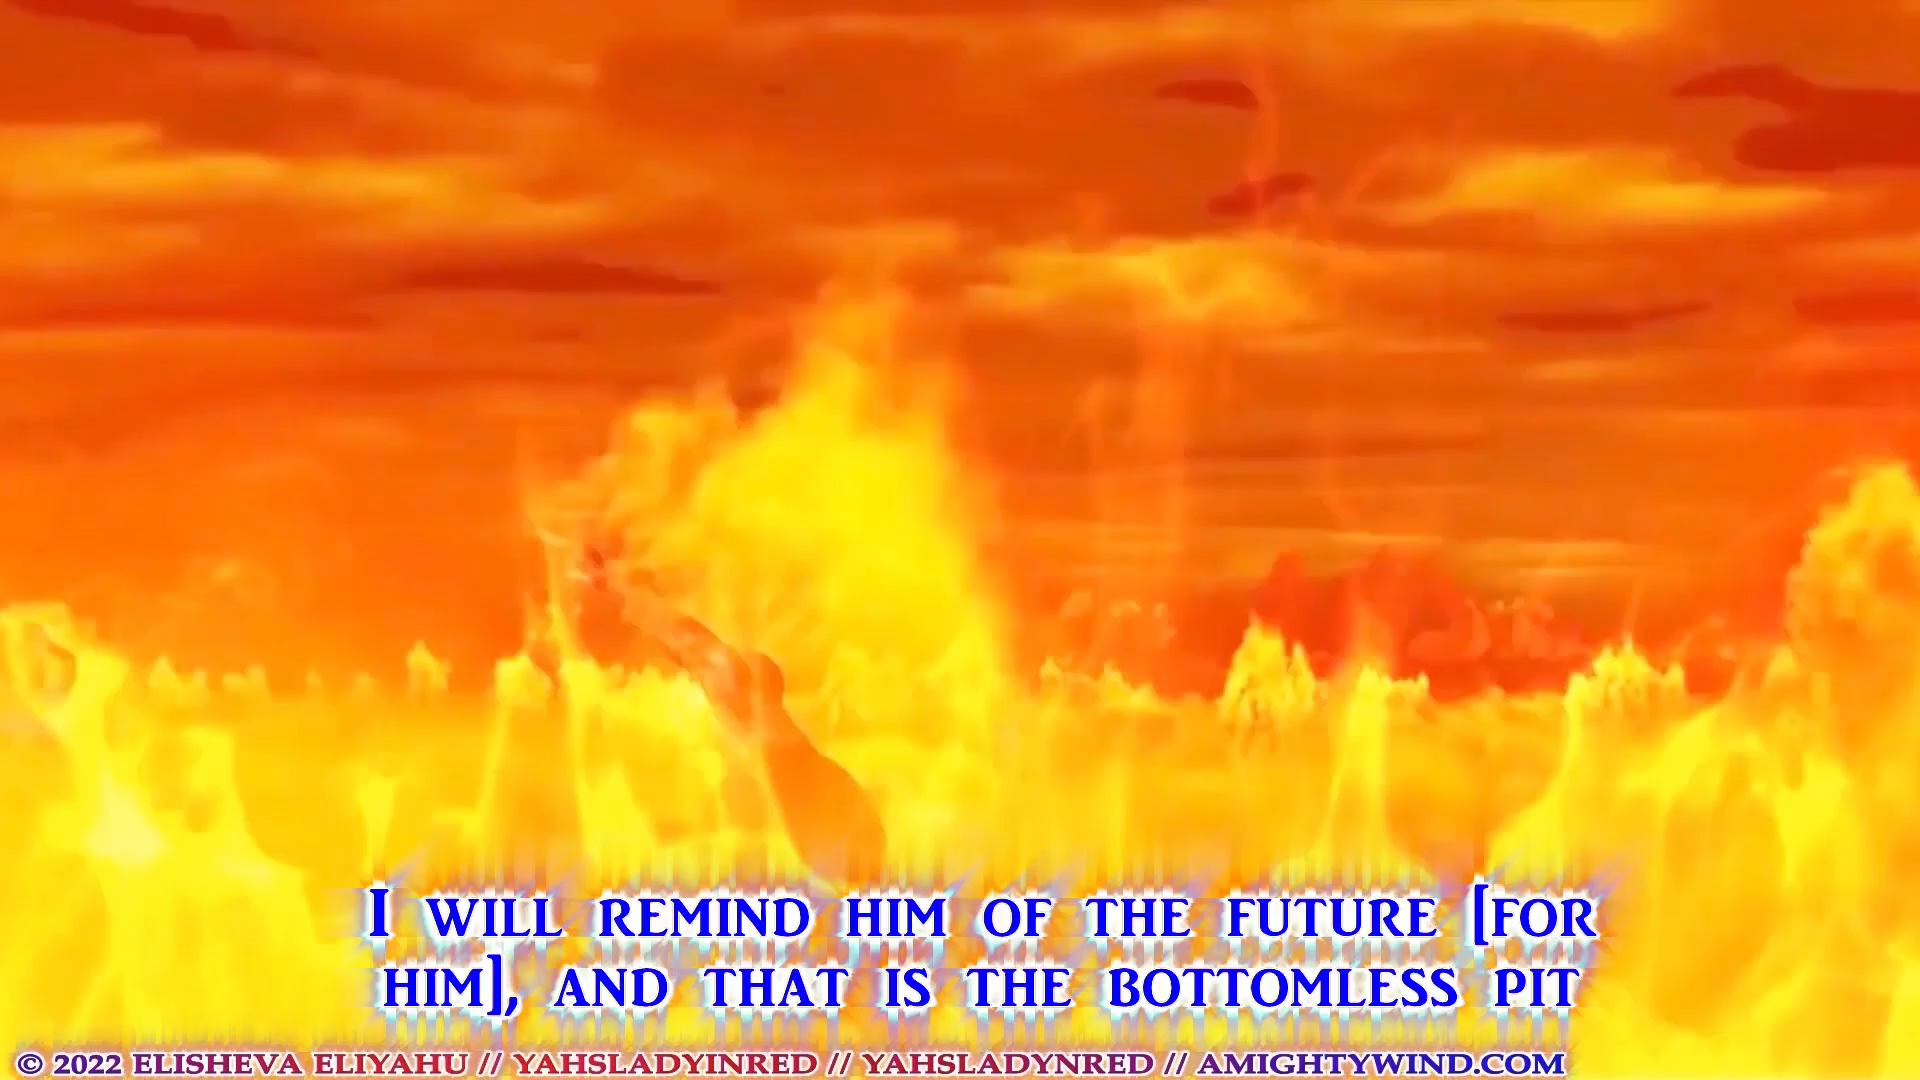 I WILL REMIND HIM OF THE FUTURE [FOR
HIM], AND THAT IS THE BOTTOMLESS PIT
© 2022 ELISHEVA ELIYAHU // YAHSLADYINRED // YAHSLADYNRED // AMIGHTYWIND.COM